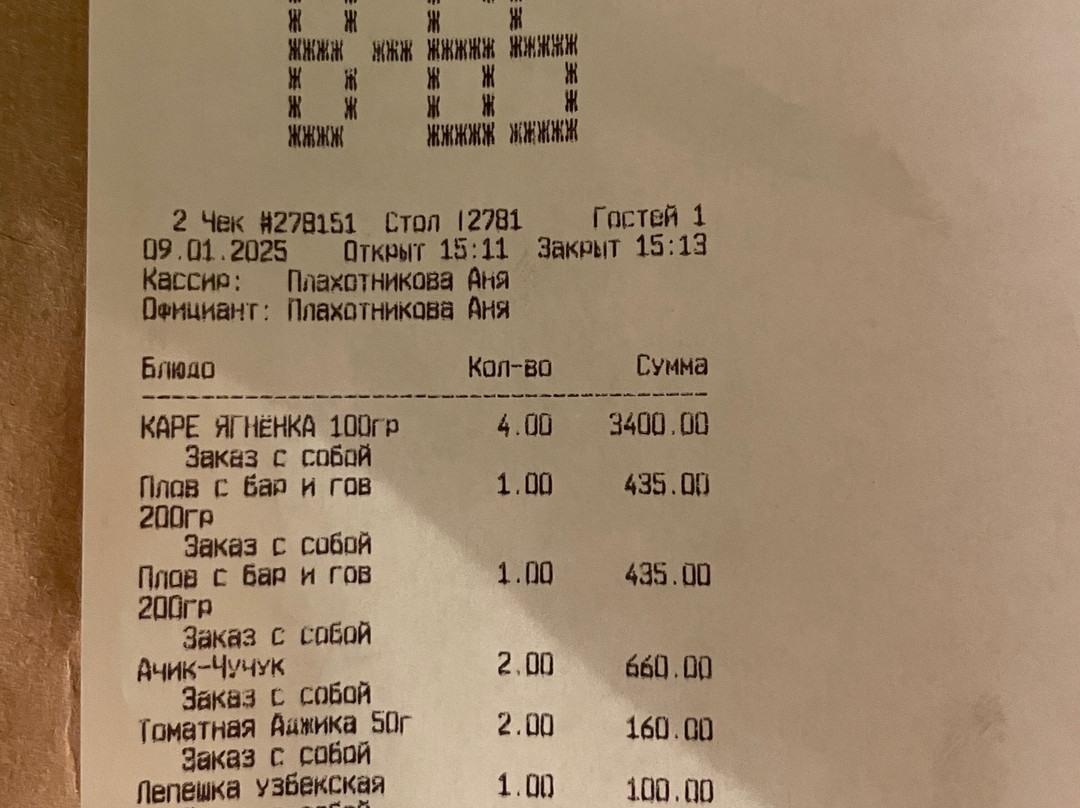 2 Чек #278151 Стол 12781 Гостей 1
09.01.2025 Открыт 15:11 Закрыт 15:13
Кассир: Плахотникова Аня
Официант: Плахотникова Аня
Блюдо Кол-во Сумма
КАРЕ ЯГНЁНКА 100гр 4.00 3400.00
Заказ с собой
Плов с бар и гов 1.00 435.00
200гр
Заказ с собой
Плов с бар и гов 1.00 435.00
200гр
Заказ с собой
Ачик-Чучук 2.00 660.00
Заказ с собой
Томатная Аджика 50г 2.00 160.00
Заказ с собой
Лепешка узбекская 1.00 100.00